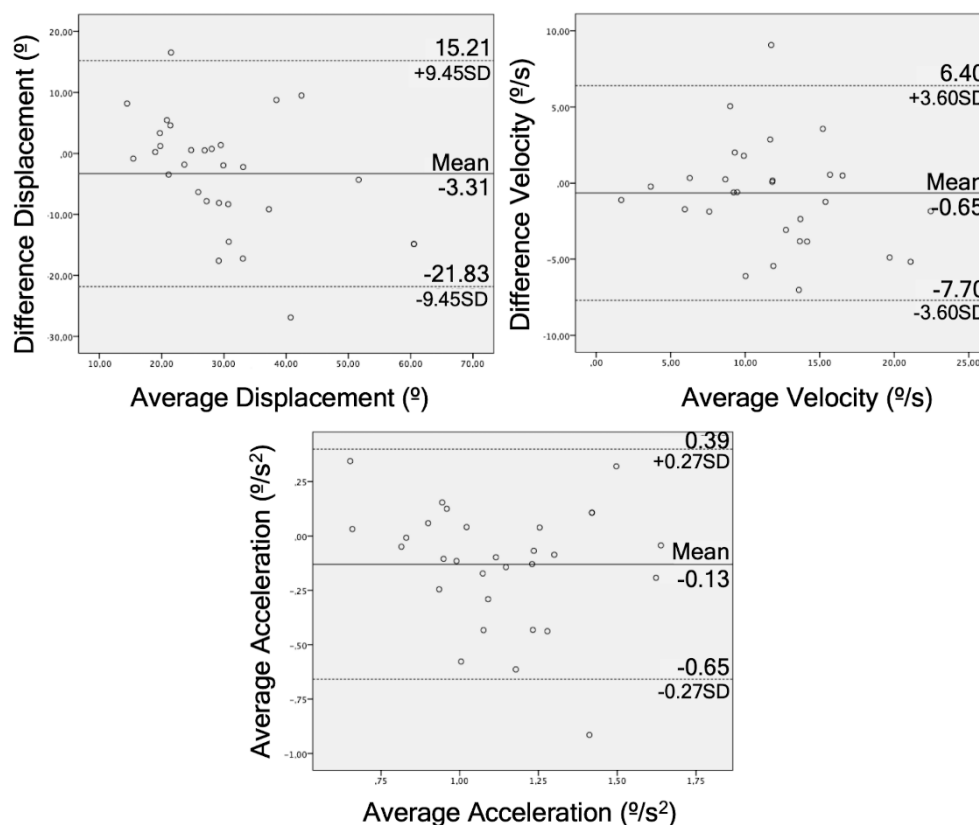 Difference Displacement (º)
20,00
10,00
,00
-10,00
-20,00
-30,00
15.21
+9.45SD
Mean
-3.31
-21.83
-9.45SD
10,00
20,00
30,00
40,00
50,00
60,00
70,00
Average Displacement (º)
Difference Velocity (º/s)
10,00
5,00
,00
-5,00
-10,00
6.40
+3.60SD
Mean
-0.65
-7.70
-3.60SD
,00
5,00
10,00
15,00
20,00
25,00
Average Velocity (º/s)
Average Acceleration (º/s²)
,25
,00
-,25
-,50
-,75
-1,00
0.39
+0.27SD
Mean
-0.13
-0.65
-0.27SD
,75
1,00
1,25
1,50
1,75
Average Acceleration (º/s²)